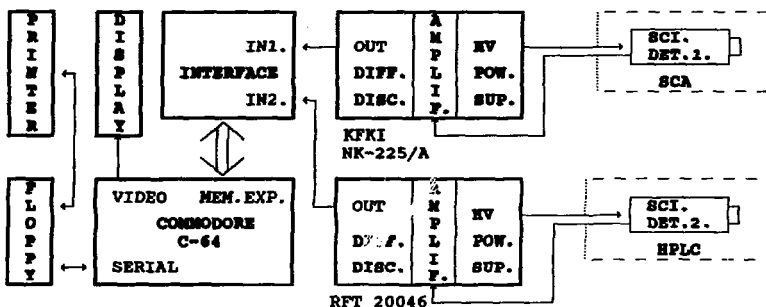 PRINTER
DISPLAY
IN1.
INTERFACE
IN2.
OUT
DIFF.
DISC.
AMPLIF.
HV
POW.
SUP.
KFKI
NK-225/A
SCI.
DET.1.
SCA
FLOPPY
VIDEO MEM.EXP.
COMMODORE
C-64
SERIAL
OUT
DISC.
AMPLIF.
HV
POW.
SUP.
RFT 20046
SCI.
DET.2.
HPLC